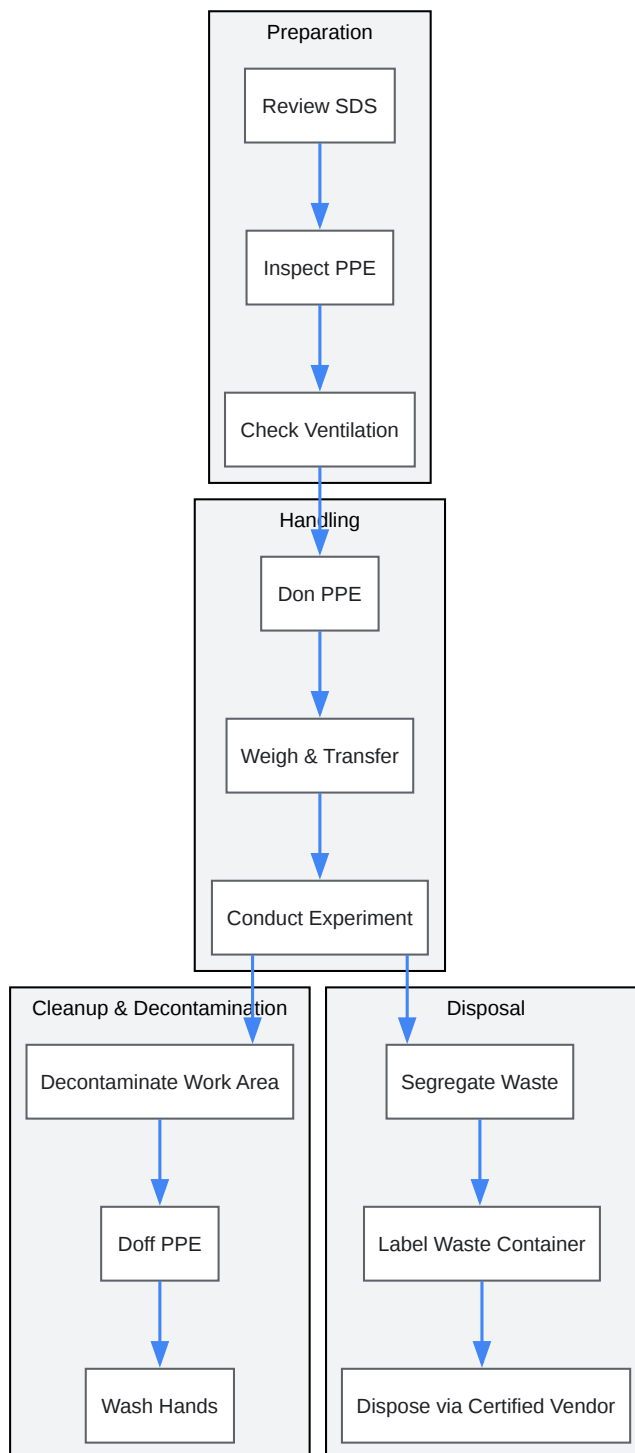 Preparation
Review SDS
Inspect PPE
Check Ventilation
Handling
Don PPE
Weigh & Transfer
Conduct Experiment
Cleanup & Decontamination
Decontaminate Work Area
Doff PPE
Wash Hands
Disposal
Segregate Waste
Label Waste Container
Dispose via Certified Vendor